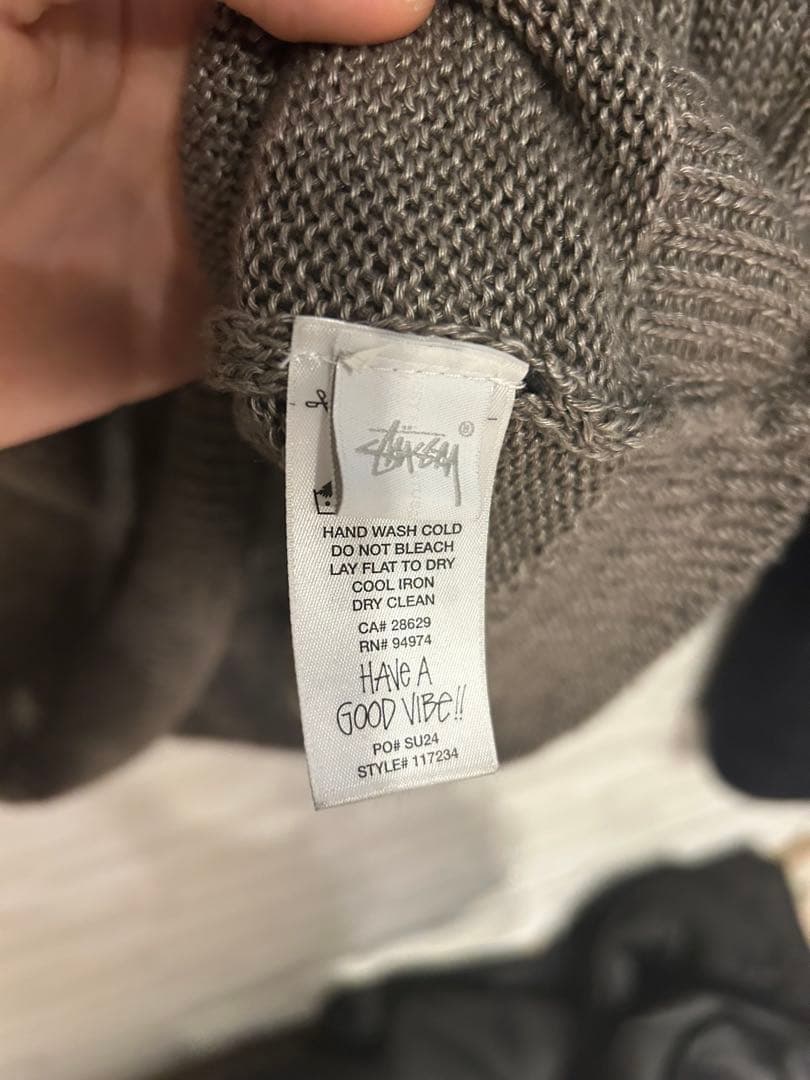 STÜSSY®
HAND WASH COLD
DO NOT BLEACH
LAY FLAT TO DRY
COOL IRON
DRY CLEAN
CA# 28629
RN# 94974
HAVE A
GOOD VIBE!!
PO# SU24
STYLE# 117234